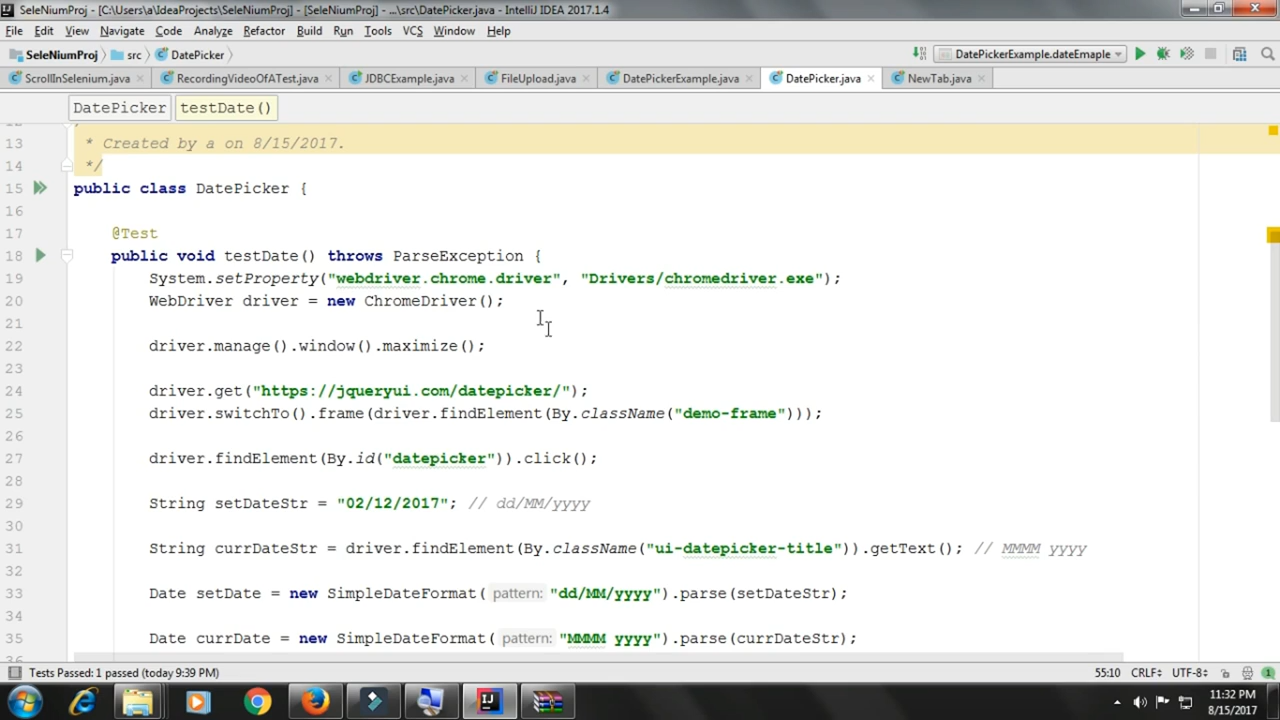 SeleNiumProj - [C:\Users\a\IdeaProjects\SeleNiumProj] - [SeleNiumProj] - ...\src\DatePicker.java - IntelliJ IDEA 2017.1.4
File Edit View Navigate Code Analyze Refactor Build Run Tools VCS Window Help
SeleNiumProj src DatePicker DatePickerExample.dateEmaple
ScrollInSelenium.java RecordingVideoOfATest.java JDBCExample.java FileUpload.java DatePickerExample.java DatePicker.java NewTab.java
DatePicker testDate()
13 * Created by a on 8/15/2017.
14 */
15 public class DatePicker {
16
17 @Test
18 public void testDate() throws ParseException {
19 System.setProperty("webdriver.chrome.driver", "Drivers/chromedriver.exe");
20 WebDriver driver = new ChromeDriver();
21
22 driver.manage().window().maximize();
23
24 driver.get("https://jqueryui.com/datepicker/");
25 driver.switchTo().frame(driver.findElement(By.className("demo-frame")));
26
27 driver.findElement(By.id("datepicker")).click();
28
29 String setDateStr = "02/12/2017"; // dd/MM/yyyy
30
31 String currDateStr = driver.findElement(By.className("ui-datepicker-title")).getText(); // MMMM yyyy
32
33 Date setDate = new SimpleDateFormat( pattern: "dd/MM/yyyy").parse(setDateStr);
34
35 Date currDate = new SimpleDateFormat( pattern: "MMMM yyyy").parse(currDateStr);
Tests Passed: 1 passed (today 9:39 PM) 55:10 CRLF UTF-8 1
11:32 PM
8/15/2017